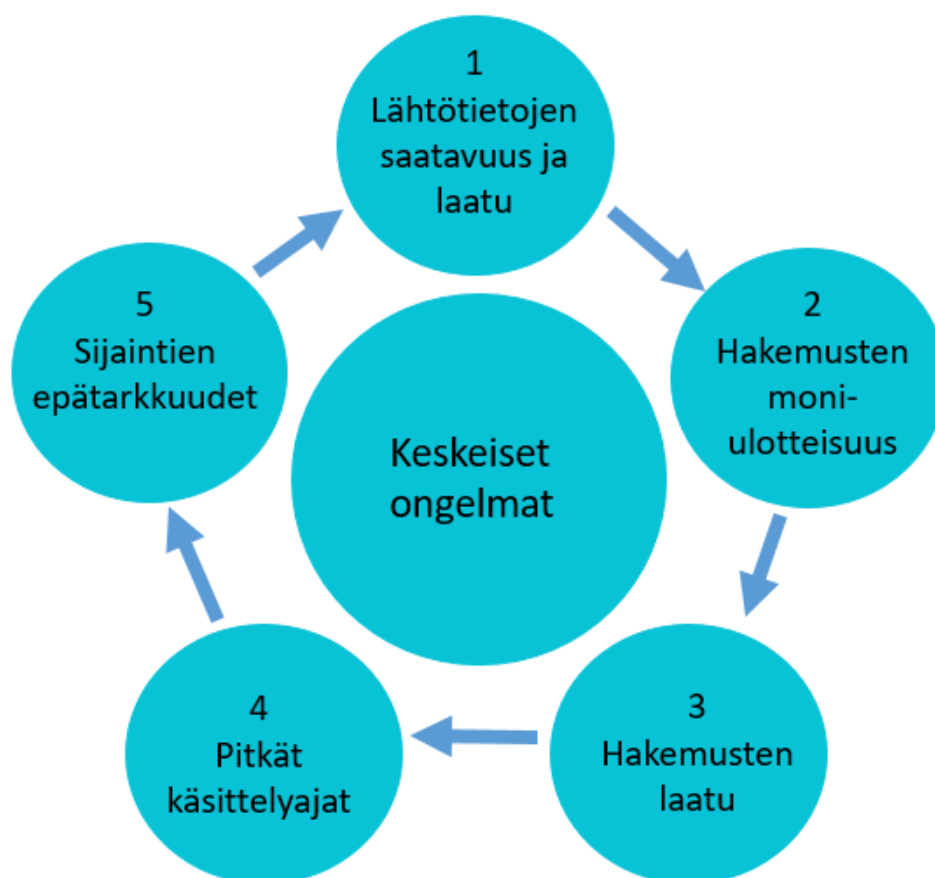 1
Lähtötietojen
saatavuus ja
laatu
2
Hakemusten
moni-
ulotteisuus
3
Hakemusten
laatu
4
Pitkät
käsittelyajat
5
Sijaintien
epätarkkuudet
Keskeiset
ongelmat